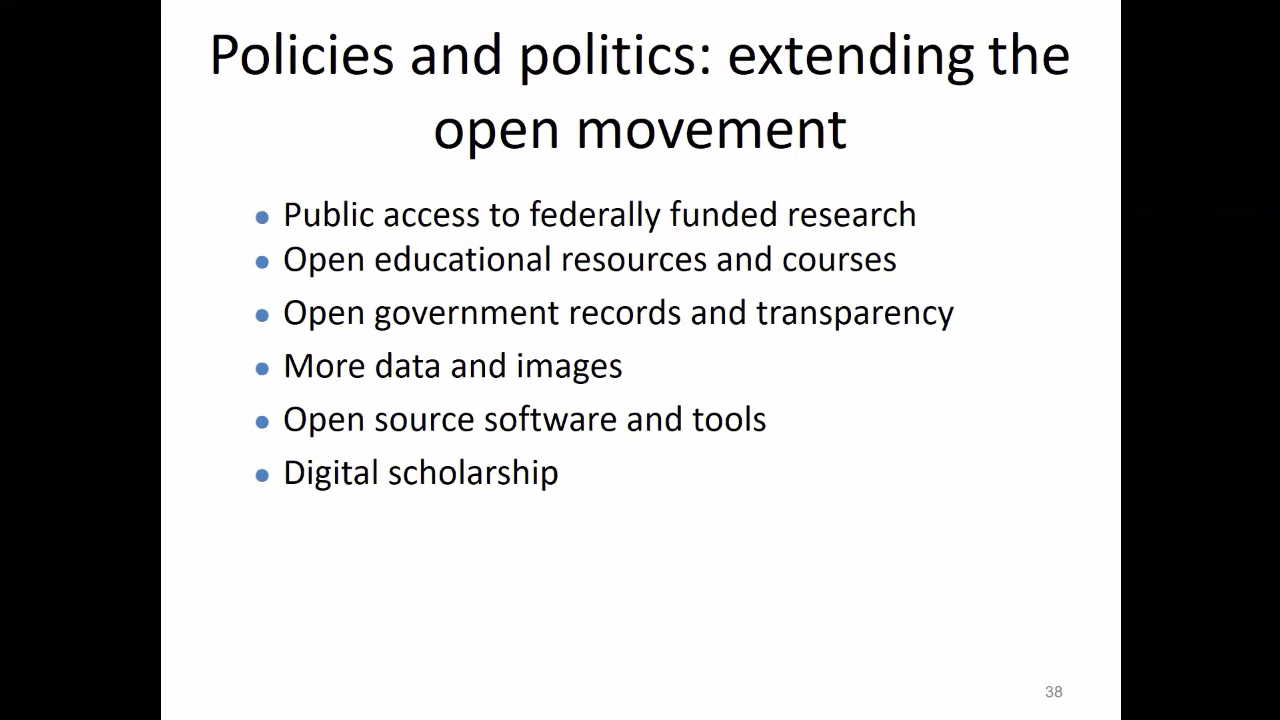 Policies and politics: extending the
open movement
• Public access to federally funded research
• Open educational resources and courses
• Open government records and transparency
• More data and images
• Open source software and tools
• Digital scholarship
38